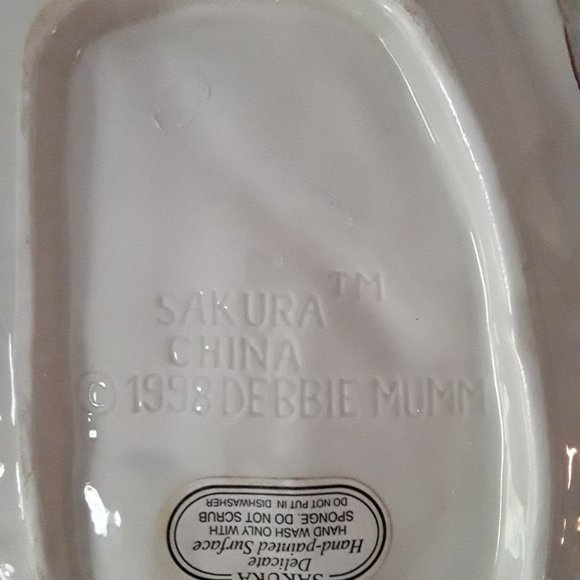 SAKURA™
CHINA
© 1998 DEBBIE MUMM
SAKURA
Delicate
Hand-painted Surface
HAND WASH ONLY WITH
SPONGE. DO NOT SCRUB
DO NOT PUT IN DISHWASHER